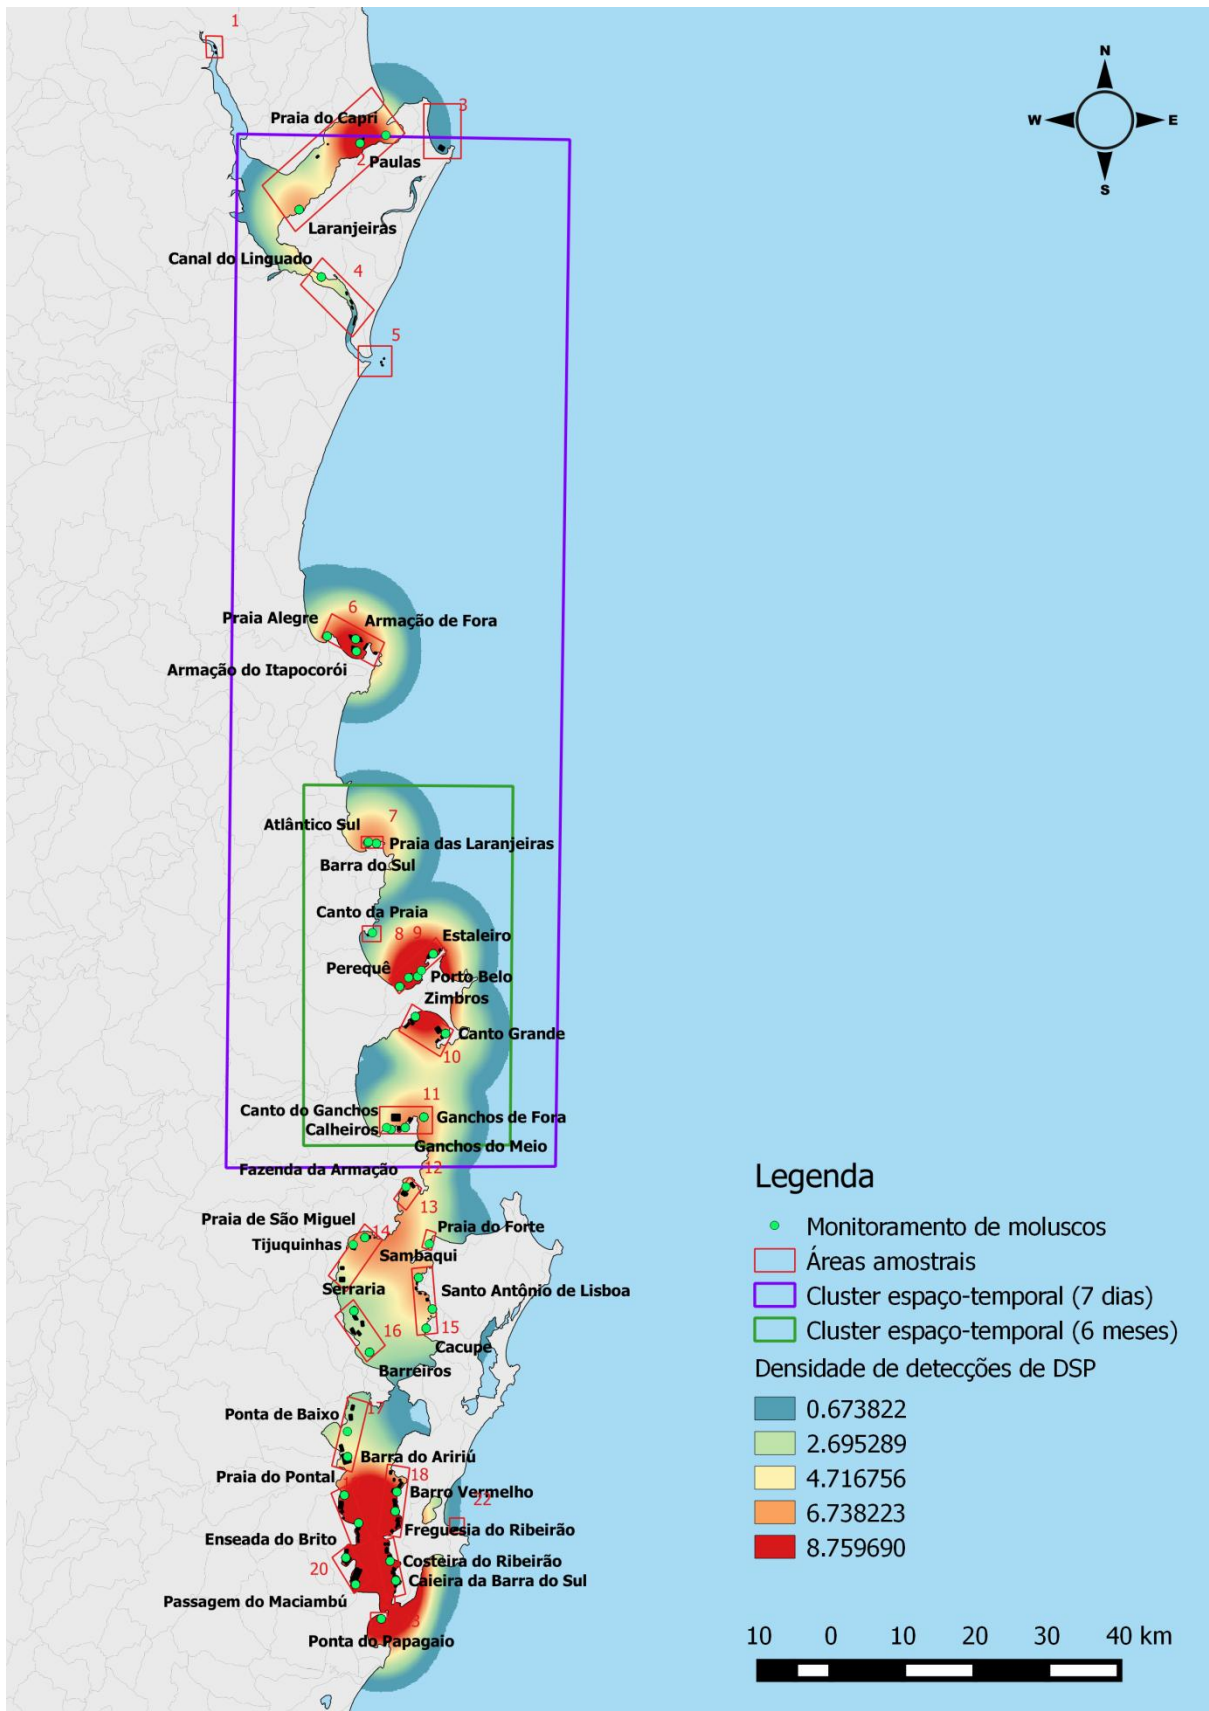 1
N
W
E
S
3
Praia do Capri
2
Paulas
Laranjeiras
Canal do Linguado
4
5
6
Praia Alegre
Armação de Fora
Armação do Itapocorói
7
Atlântico Sul
Praia das Laranjeiras
Barra do Sul
Canto da Praia
8
9
Estaleiro
Perequê
Porto Belo
Zimbros
Canto Grande
10
11
Canto do Ganchos
Ganchos de Fora
Calheiros
Ganchos do Meio
Fazenda da Armação
12
13
Praia de São Miguel
14
Praia do Forte
Tijuquinhas
Sambaqui
Serraria
Santo Antônio de Lisboa
16
15
Cacupe
Barreiros
17
Ponta de Baixo
Barra do Aririú
Praia do Pontal
18
Barro Vermelho
22
Freguesia do Ribeirão
Enseada do Brito
Costeira do Ribeirão
20
Caieira da Barra do Sul
Passagem do Maciambú
Ponta do Papagaio
Legenda
Monitoramento de moluscos
Áreas amostrais
Cluster espaço-temporal (7 dias)
Cluster espaço-temporal (6 meses)
Densidade de detecções de DSP
0.673822
2.695289
4.716756
6.738223
8.759690
10 0 10 20 30 40 km